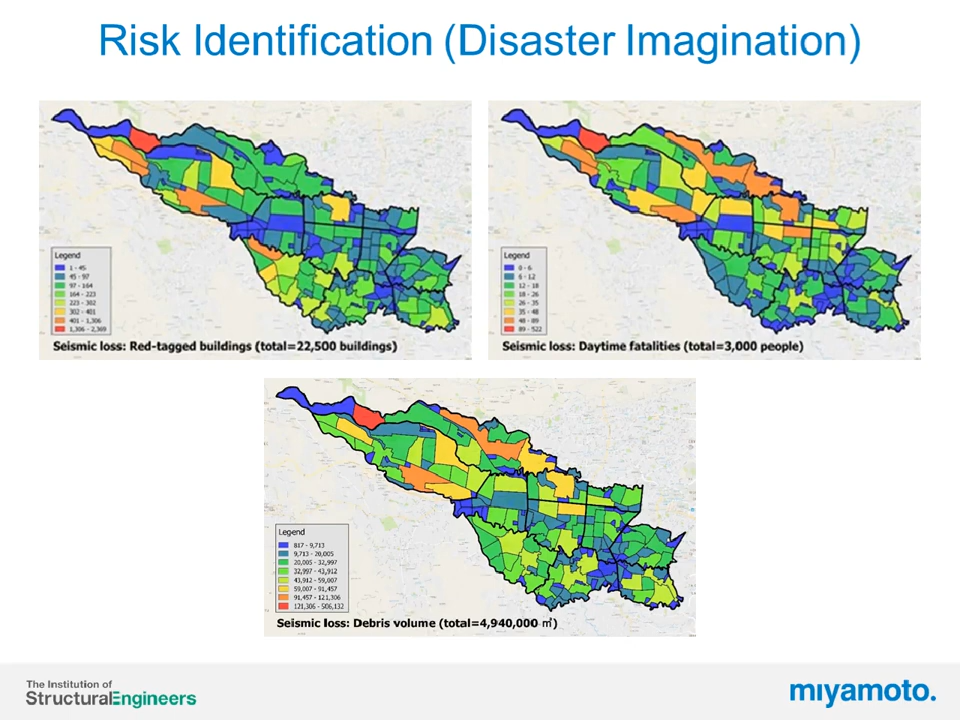 Risk Identification (Disaster Imagination)
Legend
1 - 45
45 - 97
97 - 164
164 - 223
223 - 302
302 - 401
401 - 1,306
1,306 - 2,369
Seismic loss: Red-tagged buildings (total=22,500 buildings)
Legend
0 - 6
6 - 12
12 - 18
18 - 26
26 - 35
35 - 48
48 - 89
89 - 522
Seismic loss: Daytime fatalities (total=3,000 people)
Legend
817 - 9,713
9,713 - 20,005
20,005 - 32,997
32,997 - 43,912
43,912 - 59,007
59,007 - 91,457
91,457 - 121,306
121,306 - 506,132
Seismic loss: Debris volume (total=4,940,000 ㎥)
The Institution of
StructuralEngineers
miyamoto.